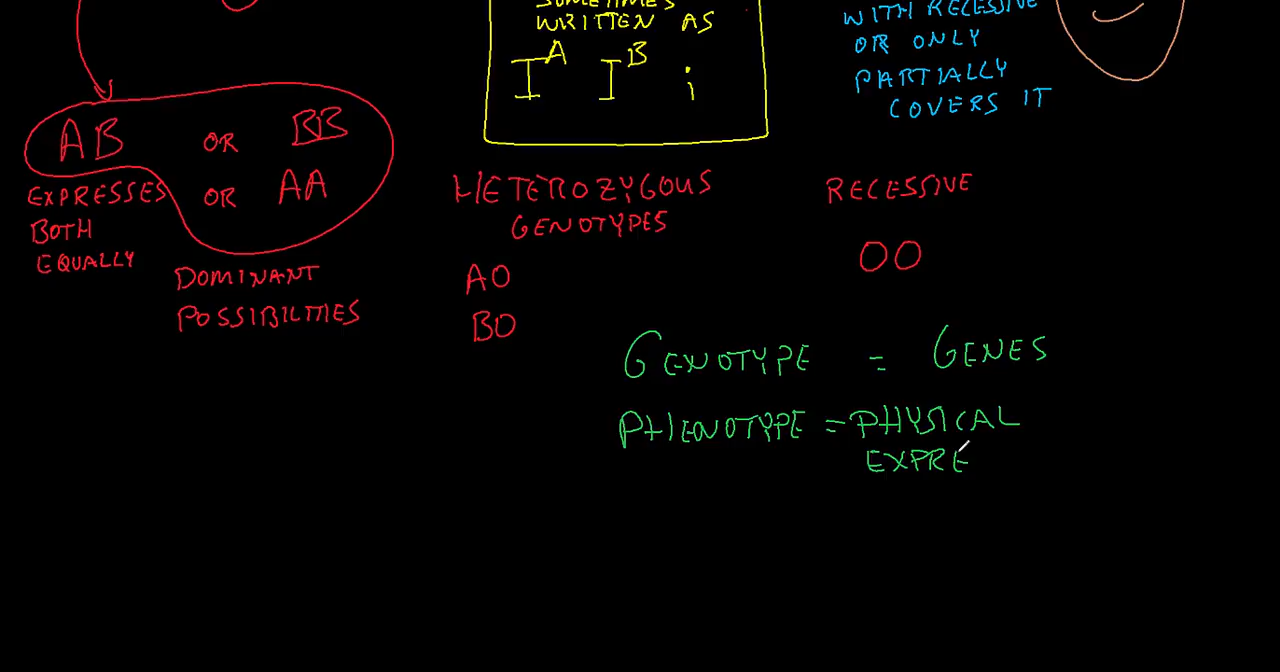 SOMETIMES
WRITTEN AS
I^A I^B i
WITH RECESSIVE
OR ONLY
PARTIALLY
COVERS IT
AB OR BB
OR AA
EXPRESSES
BOTH
EQUALLY
DOMINANT
POSSIBILITIES
HETEROZYGOUS
GENOTYPES
AO
BO
RECESSIVE
OO
GENOTYPE = GENES
PHENOTYPE = PHYSICAL
EXPRE